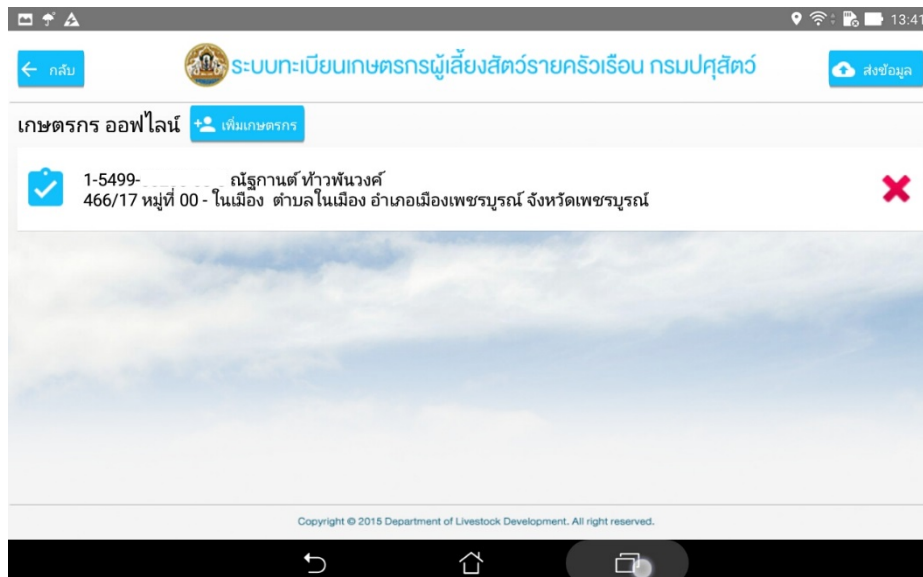 13:41
← กลับ
ระบบทะเบียนเกษตรกรผู้เลี้ยงสัตว์รายครัวเรือน กรมปศุสัตว์
ส่งข้อมูล
เกษตรกร ออฟไลน์
เพิ่มเกษตรกร
1-5499- ณัฐกานต์ ท้าวพันวงค์
466/17 หมู่ที่ 00 - ในเมือง ตำบลในเมือง อำเภอเมืองเพชรบูรณ์ จังหวัดเพชรบูรณ์
Copyright © 2015 Department of Livestock Development. All right reserved.